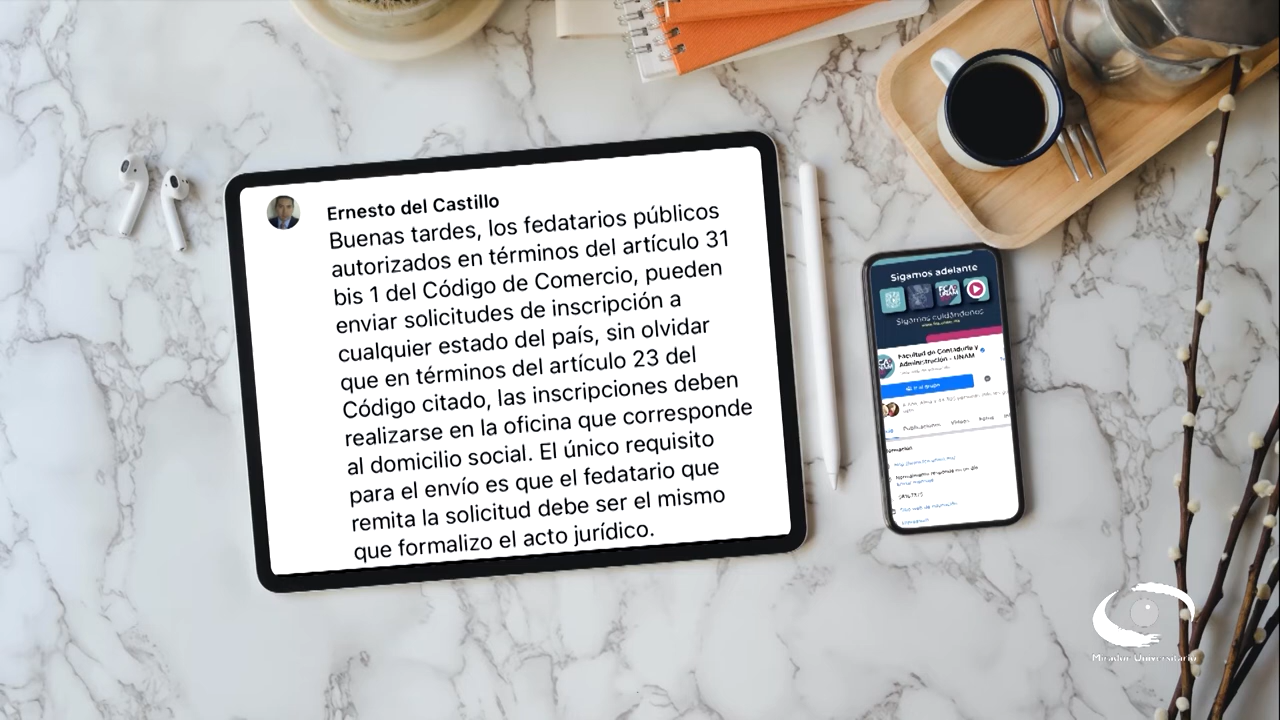 Ernesto del Castillo
Buenas tardes, los fedatarios públicos
autorizados en términos del artículo 31
bis 1 del Código de Comercio, pueden
enviar solicitudes de inscripción a
cualquier estado del país, sin olvidar
que en términos del artículo 23 del
Código citado, las inscripciones deben
realizarse en la oficina que corresponde
al domicilio social. El único requisito
para el envío es que el fedatario que
remita la solicitud debe ser el mismo
que formalizo el acto jurídico.
Sigamos adelante
Sigamos cuidándonos
Facultad de Contaduría y
Administración - UNAM
Publicaciones Videos
Mirador Universitario